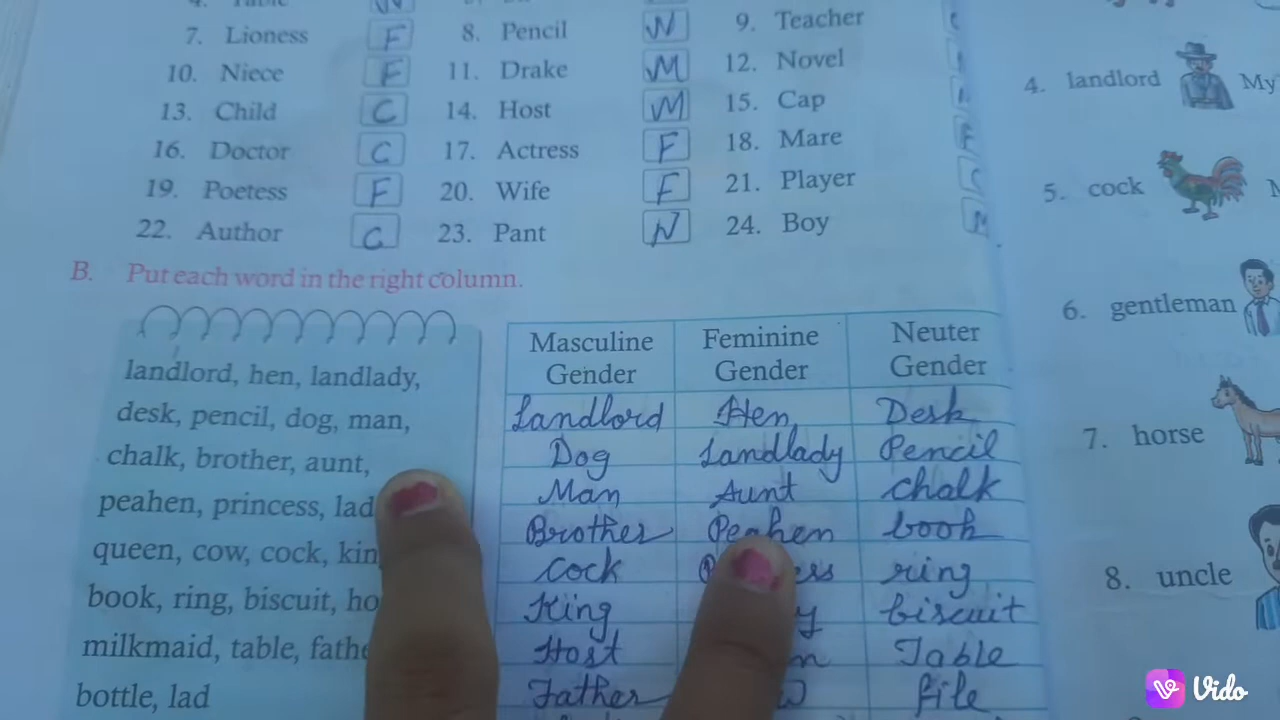 7. Lioness F 8. Pencil N 9. Teacher
10. Niece F 11. Drake M 12. Novel
13. Child C 14. Host M 15. Cap
16. Doctor C 17. Actress F 18. Mare F
19. Poetess F 20. Wife F 21. Player C
22. Author C 23. Pant N 24. Boy M
B. Put each word in the right column.
landlord, hen, landlady,
desk, pencil, dog, man,
chalk, brother, aunt,
peahen, princess,
queen, cow, cock,
book, ring, biscuit,
milkmaid, table,
bottle, lad
Masculine Gender Feminine Gender Neuter Gender
Landlord Hen Desk
Dog Landlady Pencil
Man Aunt chalk
Brother Peahen book
Cock ring
King biscuit
Host Table
Father file
4. landlord My
5. cock
6. gentleman
7. horse
8. uncle
Vido